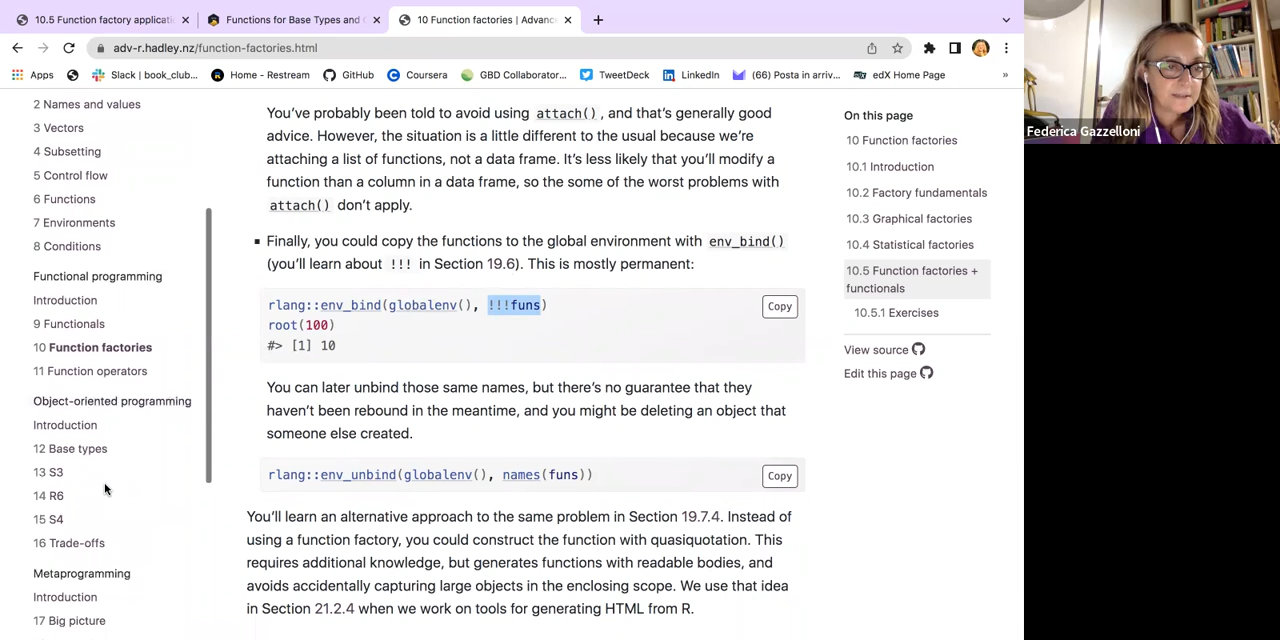 10.5 Function factory applicati
Functions for Base Types and
10 Function factories | Advanc
adv-r.hadley.nz/function-factories.html
Apps
Slack | book_club...
Home - Restream
GitHub
Coursera
GBD Collaborator...
TweetDeck
LinkedIn
(66) Posta in arriv...
edX Home Page
»
2 Names and values
3 Vectors
4 Subsetting
5 Control flow
6 Functions
7 Environments
8 Conditions
Functional programming
Introduction
9 Functionals
10 Function factories
11 Function operators
Object-oriented programming
Introduction
12 Base types
13 S3
14 R6
15 S4
16 Trade-offs
Metaprogramming
Introduction
17 Big picture
You’ve probably been told to avoid using attach(), and that’s generally good
advice. However, the situation is a little different to the usual because we’re
attaching a list of functions, not a data frame. It’s less likely that you’ll modify a
function than a column in a data frame, so the some of the worst problems with
attach() don’t apply.
Finally, you could copy the functions to the global environment with env_bind()
(you’ll learn about !!! in Section 19.6). This is mostly permanent:
rlang::env_bind(globalenv(), !!!funs)
Copy
root(100)
#> [1] 10
You can later unbind those same names, but there’s no guarantee that they
haven’t been rebound in the meantime, and you might be deleting an object that
someone else created.
rlang::env_unbind(globalenv(), names(funs))
Copy
You’ll learn an alternative approach to the same problem in Section 19.7.4. Instead of
using a function factory, you could construct the function with quasiquotation. This
requires additional knowledge, but generates functions with readable bodies, and
avoids accidentally capturing large objects in the enclosing scope. We use that idea
in Section 21.2.4 when we work on tools for generating HTML from R.
On this page
10 Function factories
10.1 Introduction
10.2 Factory fundamentals
10.3 Graphical factories
10.4 Statistical factories
10.5 Function factories +
functionals
10.5.1 Exercises
View source
Edit this page
Federica Gazzelloni